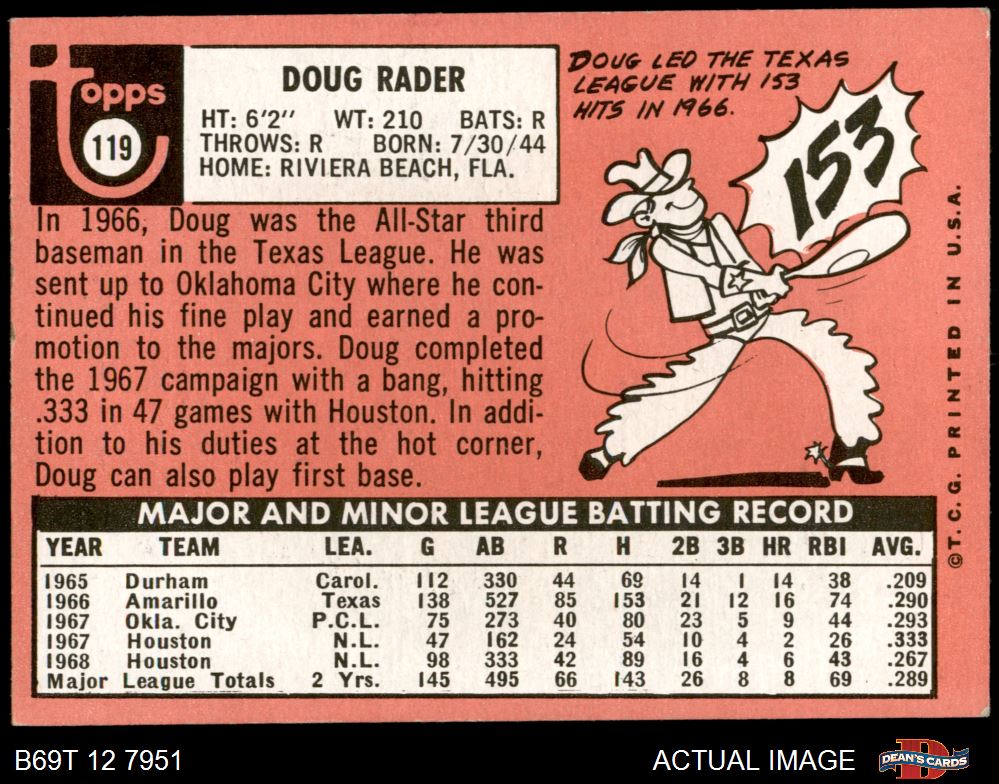 Topps
119
DOUG RADER
HT: 6'2" WT: 210 BATS: R
THROWS: R BORN: 7/30/44
HOME: RIVIERA BEACH, FLA.
DOUG LED THE TEXAS
LEAGUE WITH 153
HITS IN 1966.
153
In 1966, Doug was the All-Star third
baseman in the Texas League. He was
sent up to Oklahoma City where he con-
tinued his fine play and earned a pro-
motion to the majors. Doug completed
the 1967 campaign with a bang, hitting
.333 in 47 games with Houston. In addi-
tion to his duties at the hot corner,
Doug can also play first base.
©T.C.G. PRINTED IN U.S.A.
MAJOR AND MINOR LEAGUE BATTING RECORD
YEAR TEAM LEA. G AB R H 2B 3B HR RBI AVG.
1965 Durham Carol. 112 330 44 69 14 1 14 38 .209
1966 Amarillo Texas 138 527 85 153 21 12 16 74 .290
1967 Okla. City P.C.L. 75 273 40 80 23 5 9 44 .293
1967 Houston N.L. 47 162 24 54 10 4 2 26 .333
1968 Houston N.L. 98 333 42 89 16 4 6 43 .267
Major League Totals 2 Yrs. 145 495 66 143 26 8 8 69 .289
B69T 12 7951
ACTUAL IMAGE
D
DEAN'S CARDS